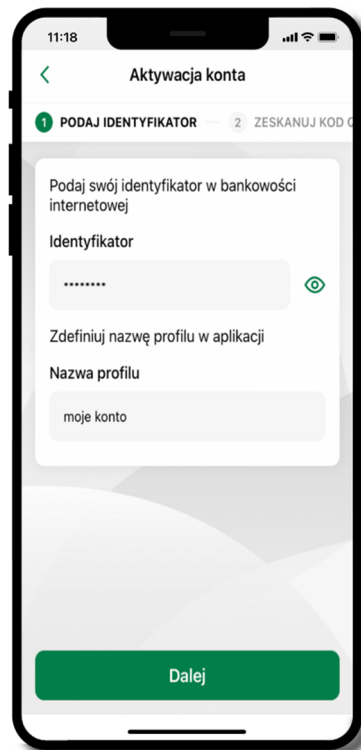 11:18
Aktywacja konta
1 PODAJ IDENTYFIKATOR 2 ZESKANUJ KOD
Podaj swój identyfikator w bankowości
internetowej
Identyfikator
••••••••
Zdefiniuj nazwę profilu w aplikacji
Nazwa profilu
moje konto
Dalej